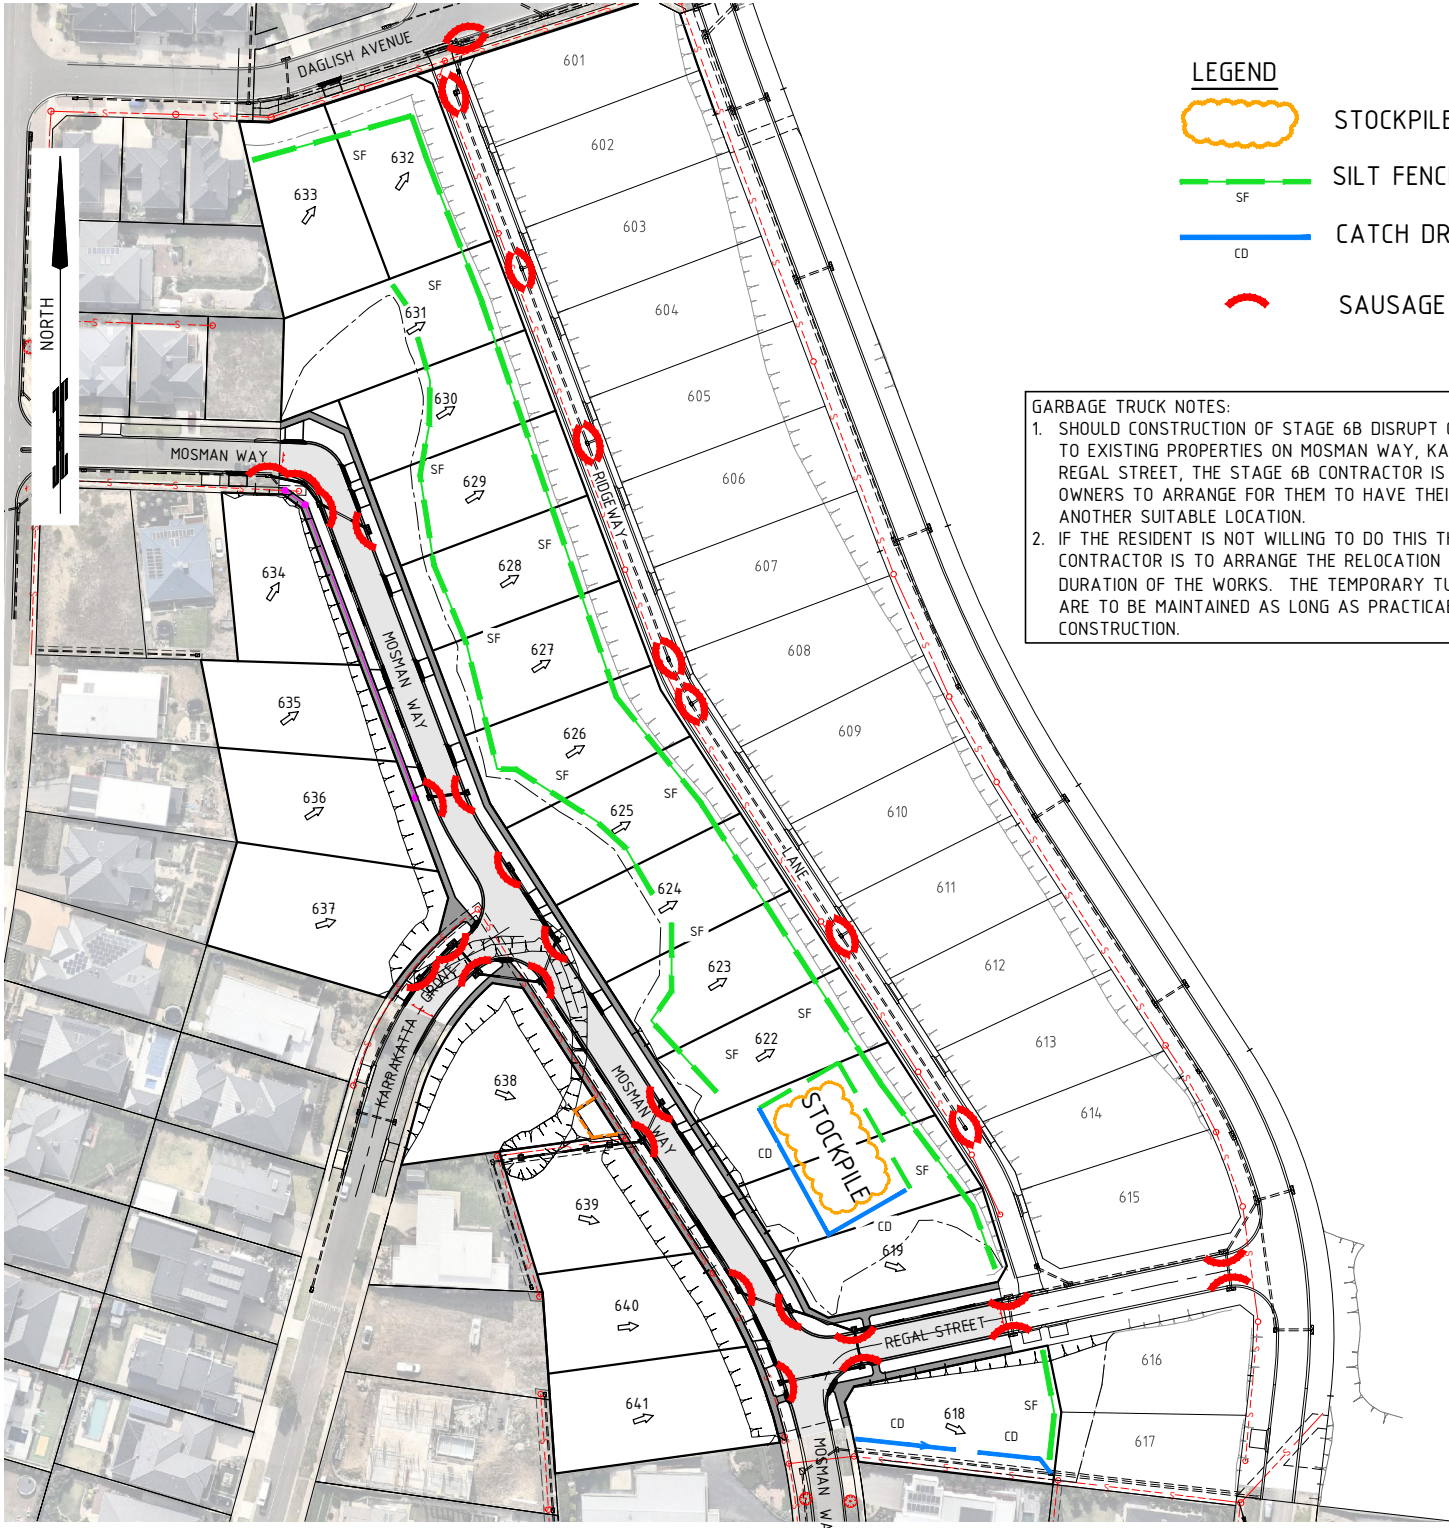 DAGLISH AVENUE
601
LEGEND
STOCKPILE
602
SF
632
SILT FENC
SF
633
603
CATCH DR
CD
SF
631
604
SAUSAGE
NORTH
630
605
GARBAGE TRUCK NOTES:
1. SHOULD CONSTRUCTION OF STAGE 6B DISRUPT
TO EXISTING PROPERTIES ON MOSMAN WAY, KA
REGAL STREET, THE STAGE 6B CONTRACTOR IS
OWNERS TO ARRANGE FOR THEM TO HAVE THEI
ANOTHER SUITABLE LOCATION.
2. IF THE RESIDENT IS NOT WILLING TO DO THIS TH
CONTRACTOR IS TO ARRANGE THE RELOCATION
DURATION OF THE WORKS. THE TEMPORARY TU
ARE TO BE MAINTAINED AS LONG AS PRACTICAB
CONSTRUCTION.
MOSMAN WAY
SF
629
606
RIDGEWAY
LANE
SF
628
607
634
SF
627
608
MOSMAN WAY
635
626
609
SF
SF
636
625
610
624
611
637
SF
623
612
GROVE
KARRAKATTA
SF
622
SF
613
638
MOSMAN WAY
STOCKPILE
614
CD
SF
639
CD
619
615
640
REGAL STREET
616
641
CD
618
CD
SF
617
MOSMAN WA